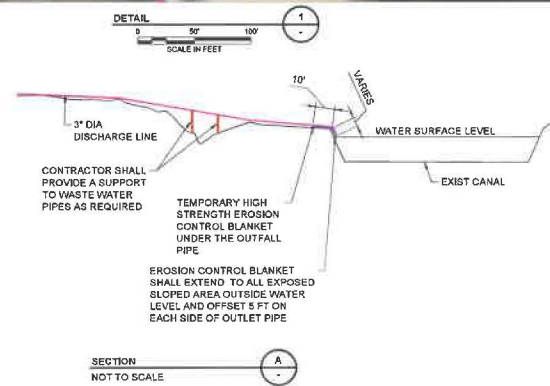 DETAIL
1
-
0 50' 100'
SCALE IN FEET
10'
VARIES
3" DIA
DISCHARGE LINE
WATER SURFACE LEVEL
CONTRACTOR SHALL
PROVIDE A SUPPORT
TO WASTE WATER
PIPES AS REQUIRED
EXIST CANAL
TEMPORARY HIGH
STRENGTH EROSION
CONTROL BLANKET
UNDER THE OUTFALL
PIPE
EROSION CONTROL BLANKET
SHALL EXTEND TO ALL EXPOSED
SLOPED AREA OUTSIDE WATER
LEVEL AND OFFSET 5 FT ON
EACH SIDE OF OUTLET PIPE
SECTION
A
-
NOT TO SCALE